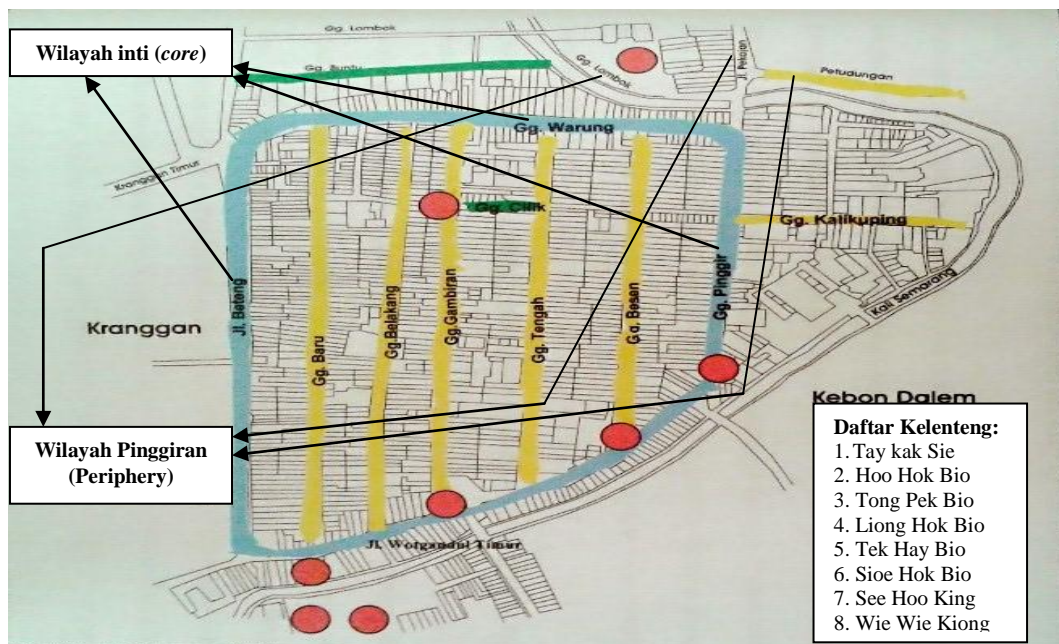 Gg. Lombok
Wilayah inti (core)
Gg. Buntu
Gg. Lombok
Jl. Pekojan
Petudungan
Gg. Warung
Kranggan Timur
Gg. Cilik
Gg. Kalikuping
Kali Semarang
Jl. Beteng
Gg. Baru
Gg.Belakang
Gg.Gambiran
Gg. Tengah
Gg. Besen
Gg. Pinggir
Kranggan
Kebon Dalem
Wilayah Pinggiran
(Periphery)
Jl, Wotgandul Timur
Daftar Kelenteng:
1. Tay kak Sie
2. Hoo Hok Bio
3. Tong Pek Bio
4. Liong Hok Bio
5. Tek Hay Bio
6. Sioe Hok Bio
7. See Hoo King
8. Wie Wie Kiong